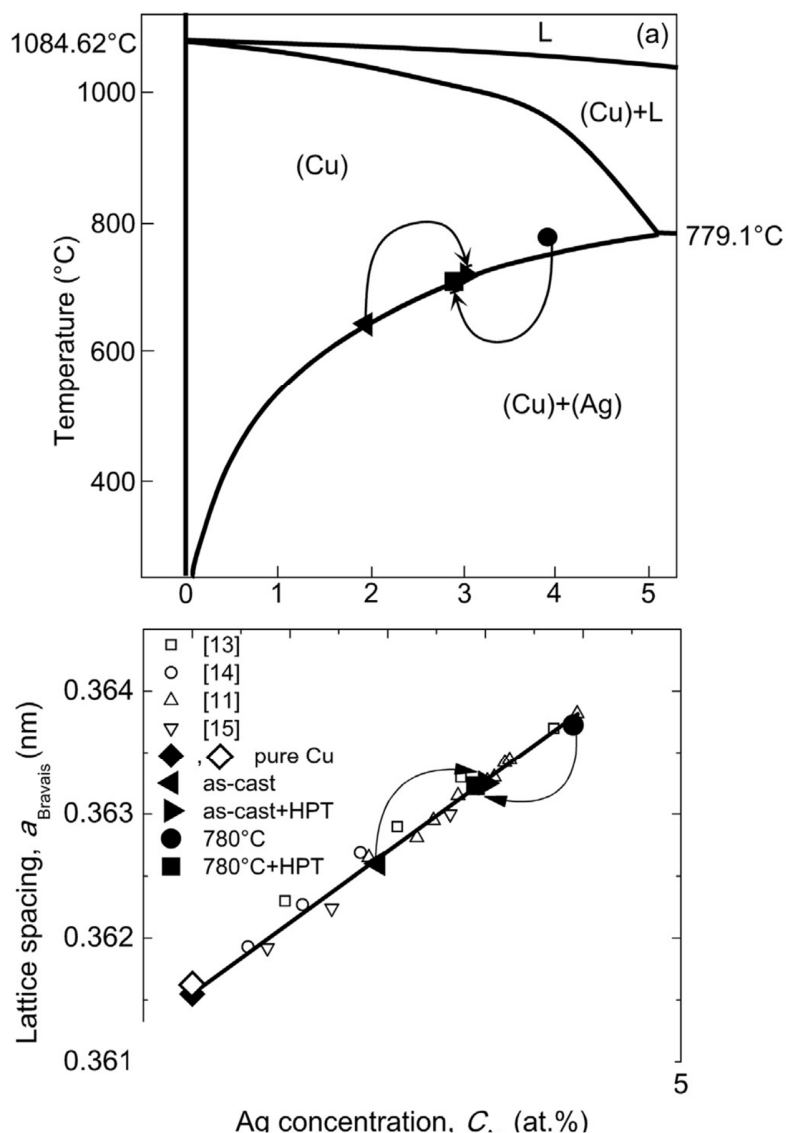 1084.62°C
L
(a)
1000
(Cu)+L
(Cu)
800
779.1°C
600
(Cu)+(Ag)
400
Temperature (°C)
0 1 2 3 4 5
[13]
[14]
[11]
[15]
, pure Cu
as-cast
as-cast+HPT
780°C
780°C+HPT
0.364
0.363
0.362
0.361
Lattice spacing, a Bravais (nm)
5
Ag concentration, C (at.%)